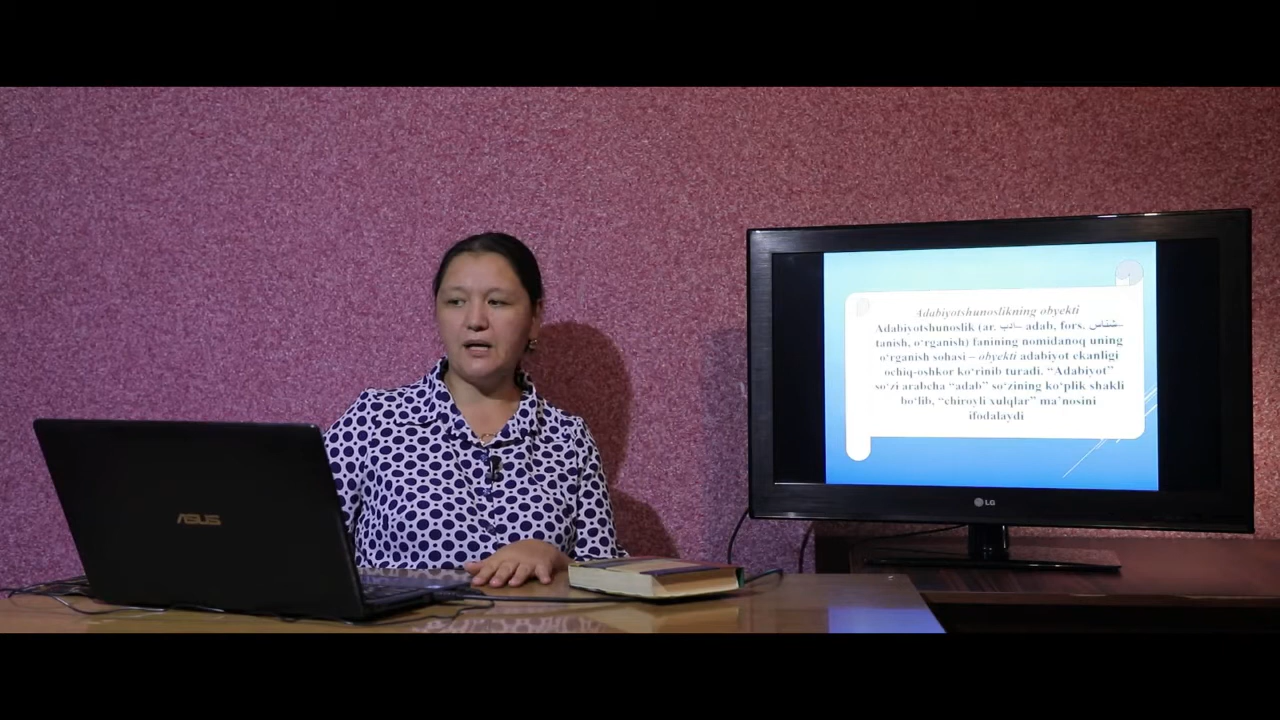 Adabiyotshunoslikning obyekti
Adabiyotshunoslik (ar. ادب– adab, fors. شناس–
tanish, o‘rganish) fanining nomidanoq uning
o‘rganish sohasi – obyekti adabiyot ekanligi
ochiq-oshkor ko‘rinib turadi. “Adabiyot”
so‘zi arabcha “adab” so‘zining ko‘plik shakli
bo‘lib, “chiroyli xulqlar” ma’nosini
ifodalaydi
LG
ASUS